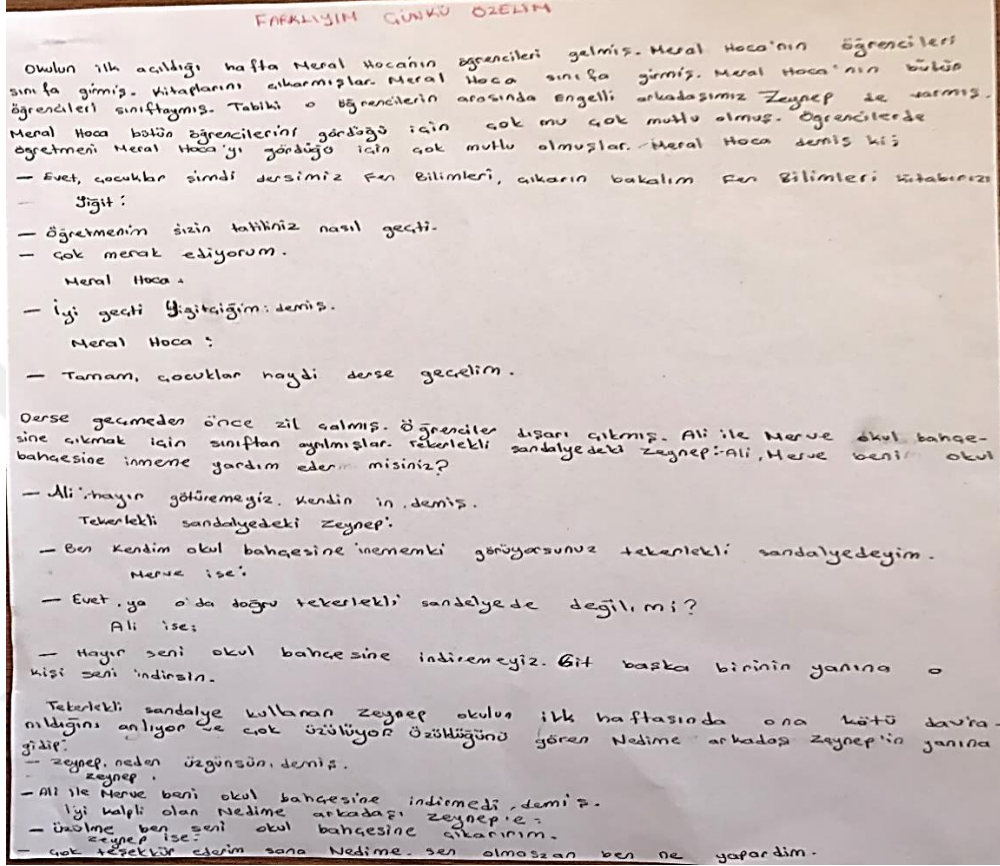 FARKLIYIM ÇÜNKÜ ÖZELİM
Okulun ilk açıldığı hafta Meral Hocanın öğrencileri gelmiş. Meral Hoca'nın öğrencileri
sınıfa girmiş. Kitaplarını çıkarmışlar. Meral Hoca sınıfa girmiş. Meral Hoca'nın bütün
öğrencileri sınıftaymış. Tabiki o öğrencilerin arasında Engelli arkadaşımız Zeynep de varmış.
Meral Hoca bütün öğrencilerini gördüğü için çok mu çok mutlu olmuş. Öğrencilerde
öğretmeni Meral Hoca'yı gördüğü için çok mutlu olmuşlar. Meral Hoca demiş ki;
– Evet, çocuklar şimdi dersimiz Fen Bilimleri, çıkarın bakalım Fen Bilimleri kitabınızı
Yiğit:
– Öğretmenim sizin tatiliniz nasıl geçti.
– Çok merak ediyorum.
Meral Hoca.
– İyi geçti Yiğitçiğim: demiş.
Meral Hoca:
– Tamam, çocuklar haydi derse geçelim.
Derse geçmeden önce zil çalmış. Öğrenciler dışarı çıkmış. Ali ile Merve okul bahçe-
sine çıkmak için sınıftan ayrılmışlar. Tekerlekli sandalyedeki Zeynep:-Ali, Merve beni okul
bahçesine inmeme yardım eder misiniz?
– Ali:hayır götüremeyiz. Kendin in, demiş.
Tekerlekli sandalyedeki Zeynep:
– Ben kendim okul bahçesine inememki görüyorsunuz tekerlekli sandalyedeyim.
Merve ise:
– Evet, ya o'da doğru tekerlekli sandelyede değil, mi?
Ali ise:
– Hayır seni okul bahçesine indiremeyiz. Git başka birinin yanına o
kişi seni indirsin.
Tekerlekli sandalye kullanan Zeynep okulun ilk haftasında ona kötü davra-
nıldığını anlıyor ve çok üzülüyor Üzüldüğünü gören Nedime arkadaş Zeynep'in yanına
gidip:
– Zeynep, neden üzgünsün, demiş.
Zeynep.
– Ali ile Merve beni okul bahçesine indirmedi, demiş.
İyi kalpli olan Nedime arkadaşı Zeynep'e:
– Üzülme ben seni okul bahçesine çıkarırım.
Zeynep ise:
– Çok teşekkür ederim sana Nedime. sen olmaszan ben ne yapardım.